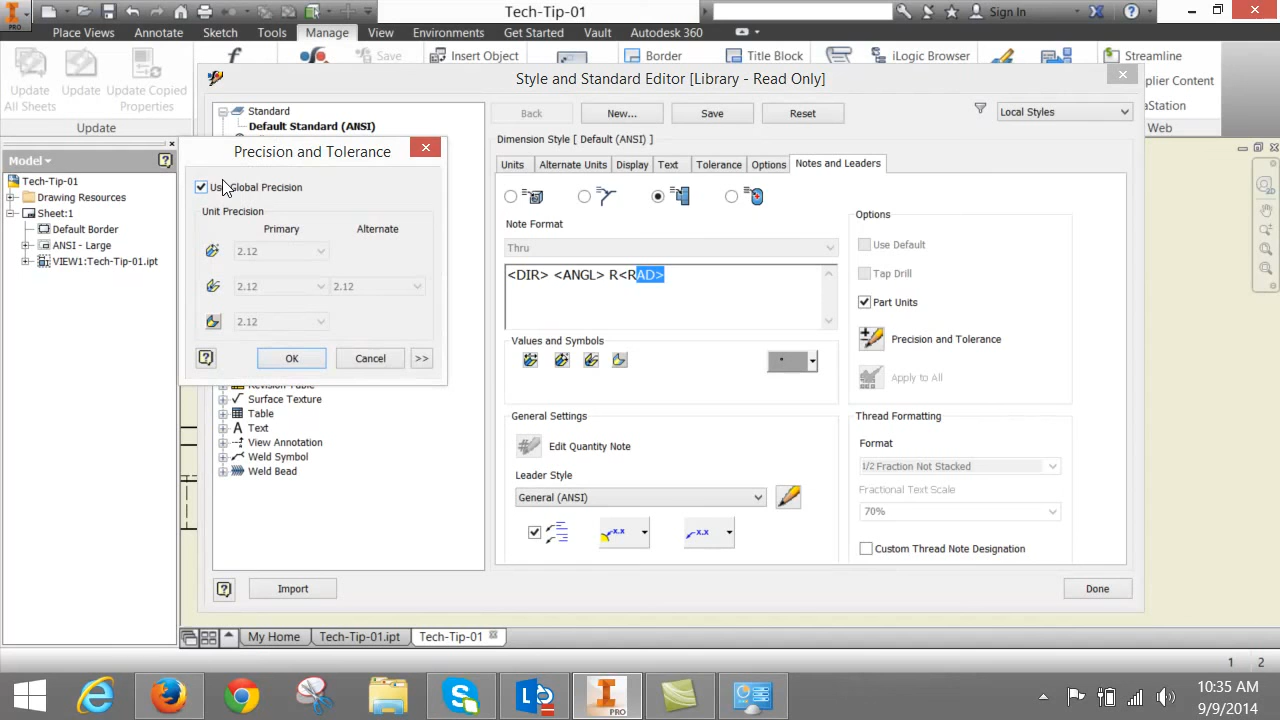 PRO
Tech-Tip-01
Sign In
Place Views Annotate Sketch Tools Manage View Environments Get Started Vault Autodesk 360
Update All Sheets
Update
Update Copied Properties
Update
Save
Insert Object
Border
Title Block
iLogic Browser
Streamline
plier Content
aStation
Web
Style and Standard Editor [Library - Read Only]
Standard
Default Standard (ANSI)
Back
New...
Save
Reset
Local Styles
Dimension Style [ Default (ANSI) ]
Units Alternate Units Display Text Tolerance Options Notes and Leaders
Model
Tech-Tip-01
Drawing Resources
Sheet:1
Default Border
ANSI - Large
VIEW1:Tech-Tip-01.ipt
Precision and Tolerance
Use Global Precision
Unit Precision
Primary Alternate
2.12
2.12 2.12
2.12
OK
Cancel
>>
Revision Table
Surface Texture
Table
Text
View Annotation
Weld Symbol
Weld Bead
Note Format
Thru
<DIR> <ANGL> R<RAD>
Values and Symbols
General Settings
Edit Quantity Note
Leader Style
General (ANSI)
x.x
x.x
Options
Use Default
Tap Drill
Part Units
Precision and Tolerance
Apply to All
Thread Formatting
Format
1/2 Fraction Not Stacked
Fractional Text Scale
70%
Custom Thread Note Designation
Import
Done
My Home
Tech-Tip-01.ipt
Tech-Tip-01
1 2
PRO
10:35 AM
9/9/2014